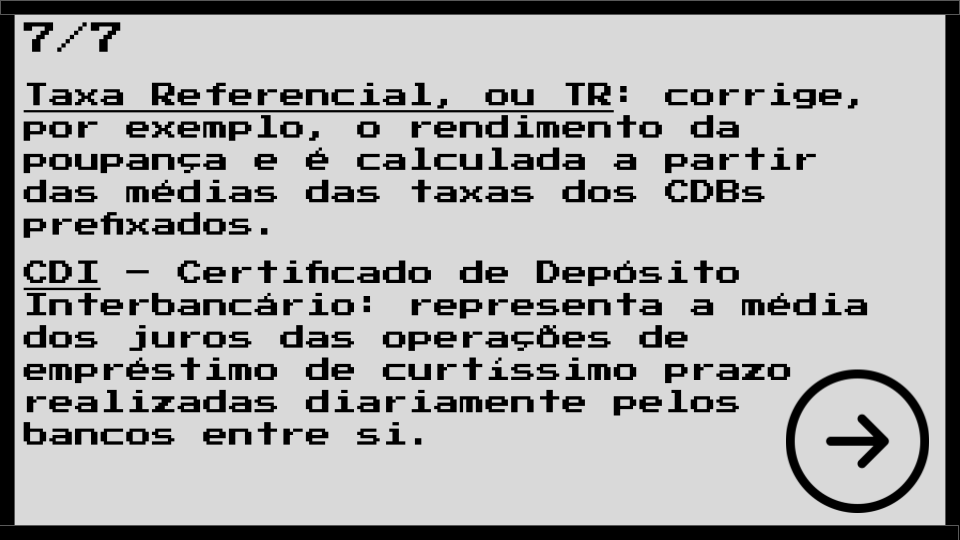 7/7
Taxa Referencial, ou TR: corrige,
por exemplo, o rendimento da
poupança e é calculada a partir
das médias das taxas dos CDBs
prefixados.
CDI - Certificado de Depósito
Interbancário: representa a média
dos juros das operações de
empréstimo de curtíssimo prazo
realizadas diariamente pelos
bancos entre si.